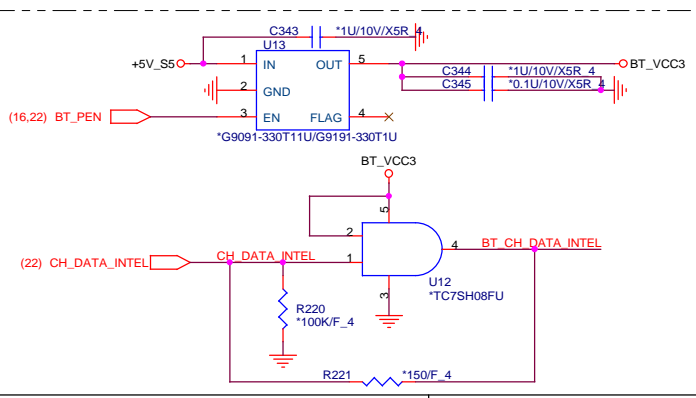 C343 *1U/10V/X5R_4
U13
+5V_S5 1 IN OUT 5 BT_VCC3
C344 *1U/10V/X5R_4
2 GND C345 *0.1U/10V/X5R_4
(16,22) BT_PEN 3 EN FLAG 4
*G9091-330T11U/G9191-330T1U
BT_VCC3
5
2
4 BT_CH_DATA_INTEL
(22) CH_DATA_INTEL CH_DATA_INTEL 1
U12
3 *TC7SH08FU
R220
*100K/F_4
R221 *150/F_4